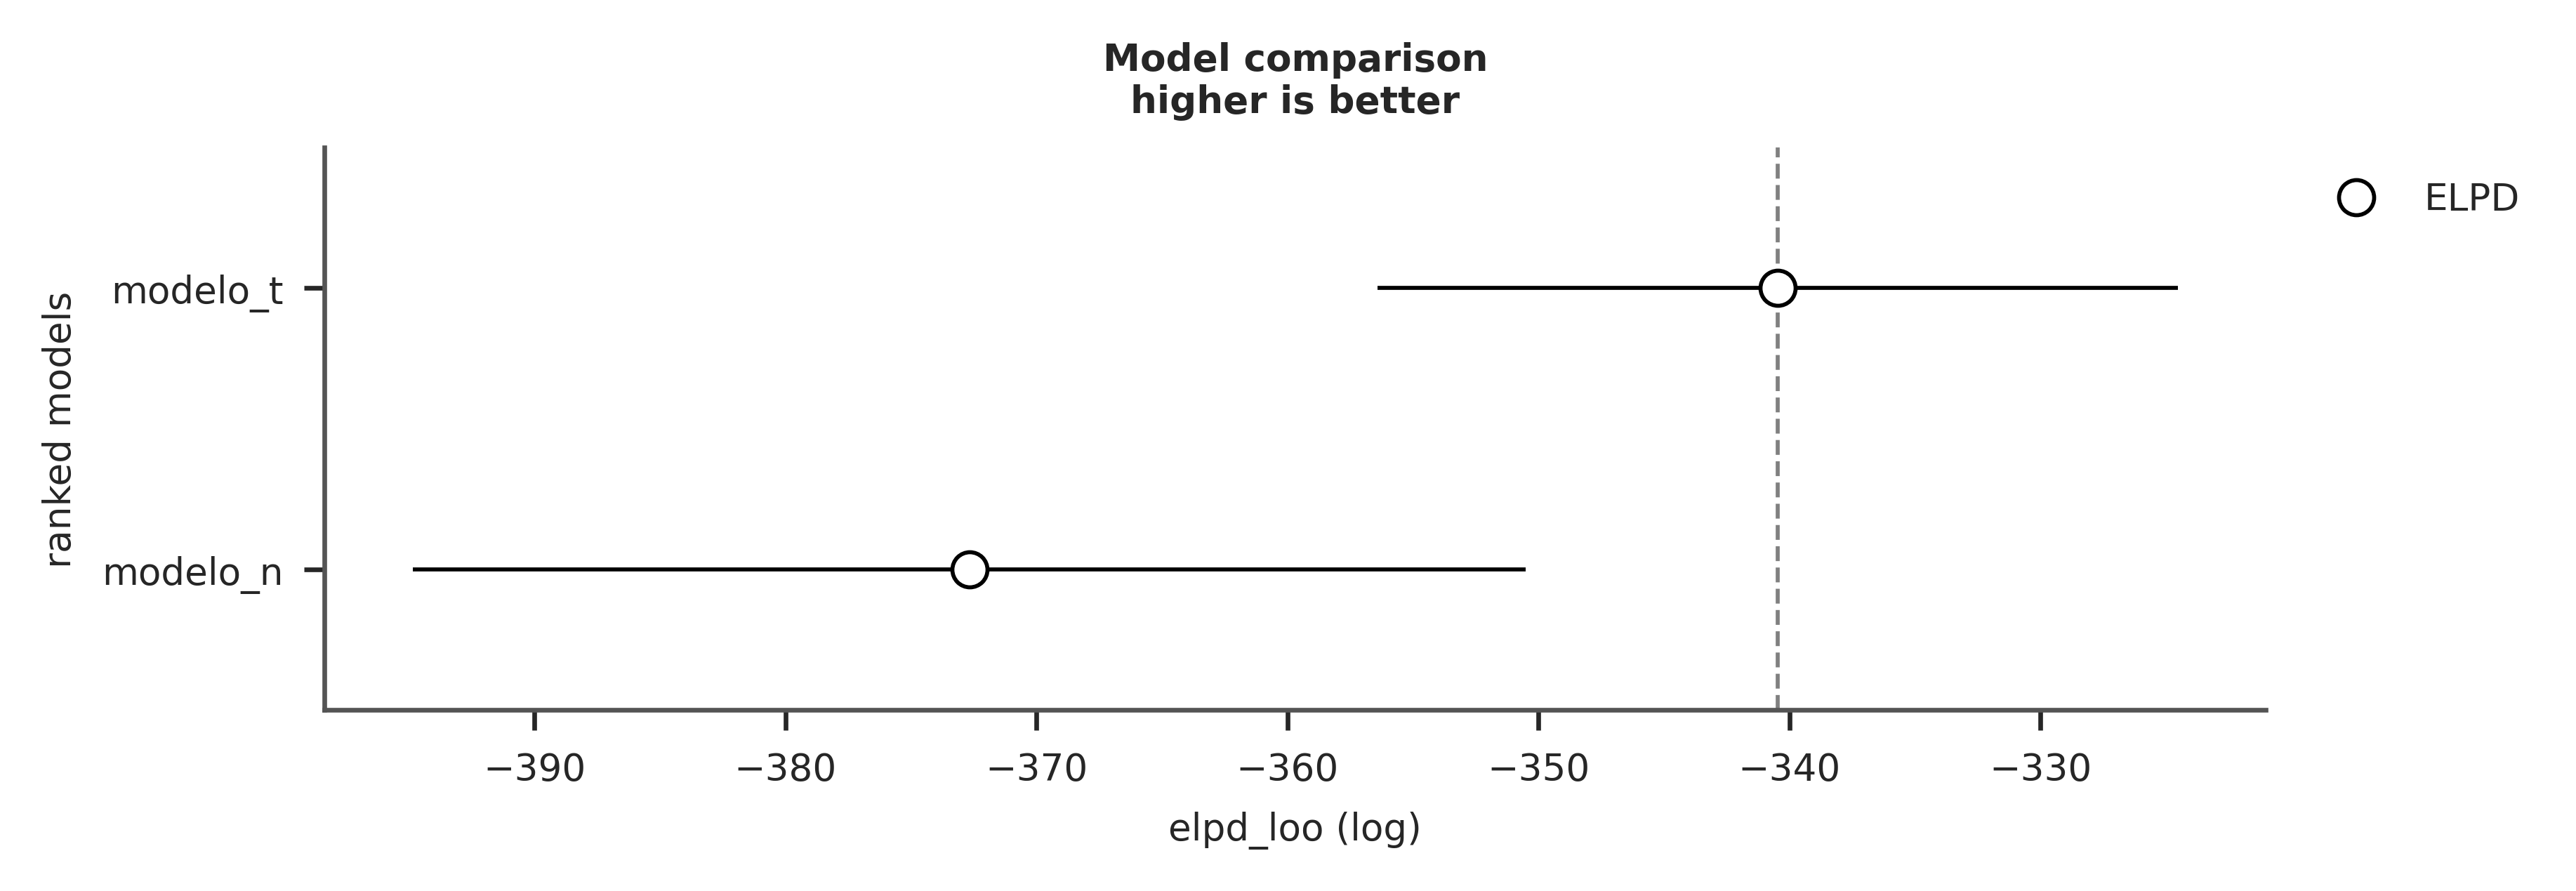 Model comparison
higher is better
ELPD
modelo_t
ranked models
modelo_n
−390 −380 −370 −360 −350 −340 −330
elpd_loo (log)